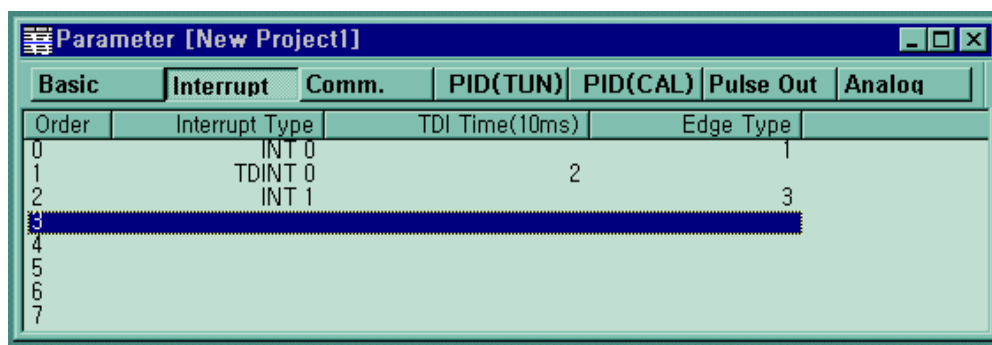 Parameter [New Project1]
Basic Interrupt Comm. PID(TUN) PID(CAL) Pulse Out Analog
Order Interrupt Type TDI Time(10ms) Edge Type
0 INT 0 1
1 TDINT 0 2
2 INT 1 3
3
4
5
6
7